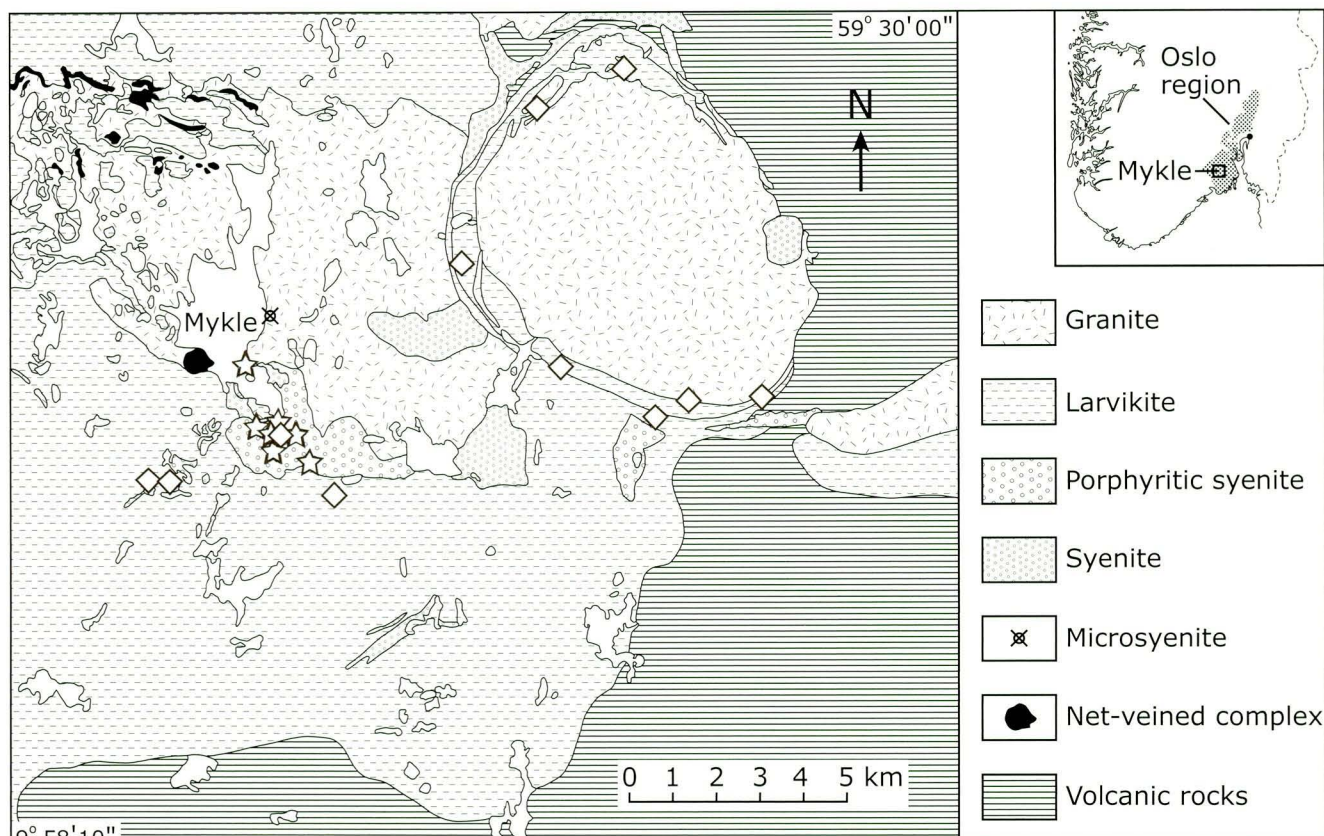 59° 30' 00"
N
Mykle
0 1 2 3 4 5 km
Oslo
region
Mykle
Granite
Larvikite
Porphyritic syenite
Syenite
Microsyenite
Net-veined complex
Volcanic rocks